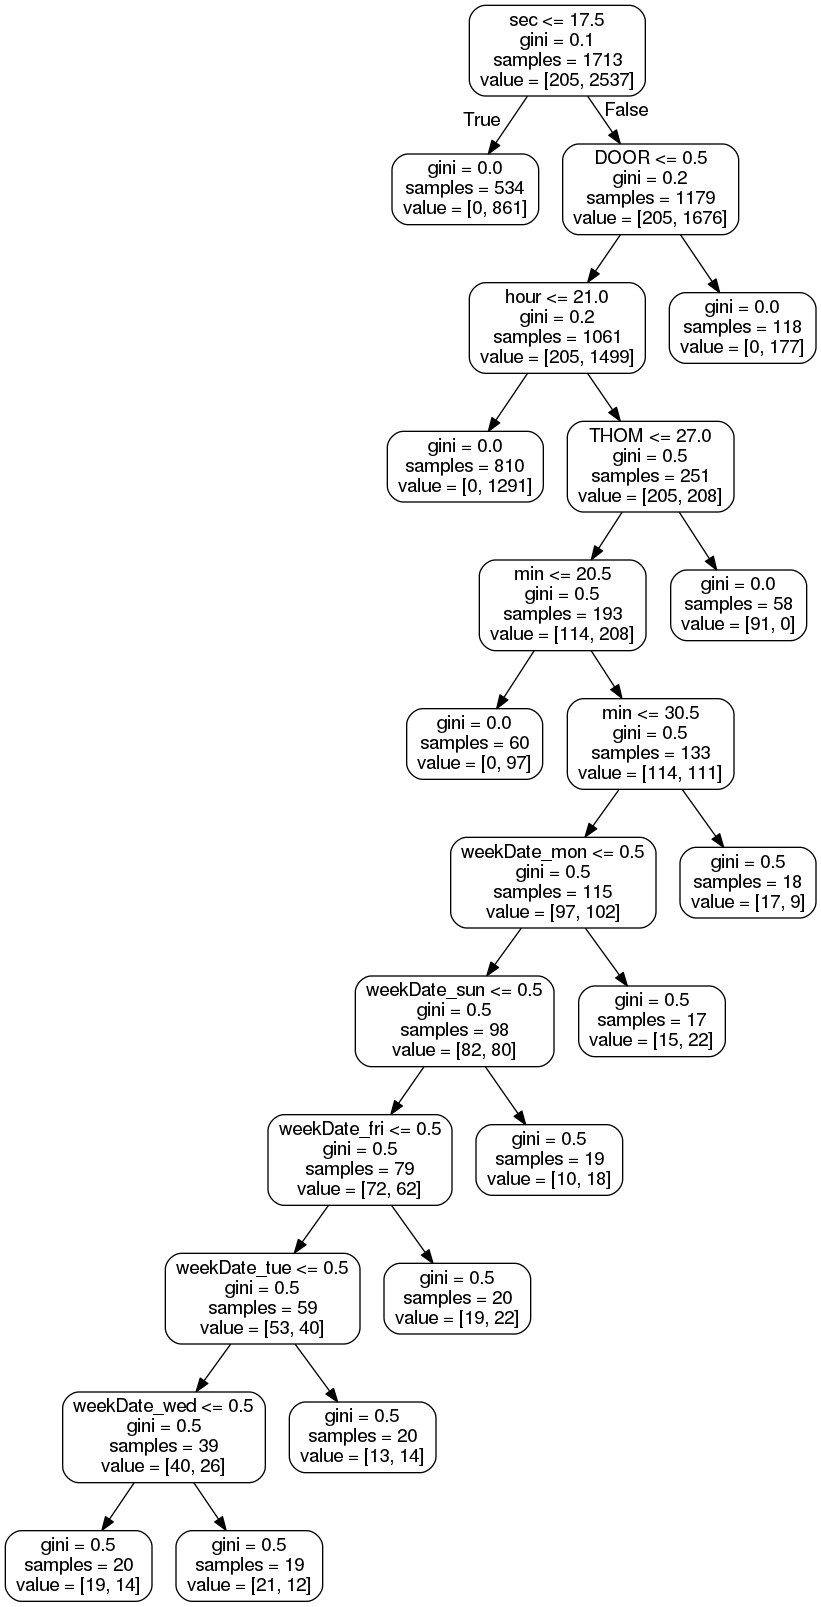 sec <= 17.5
gini = 0.1
samples = 1713
value = [205, 2537]
True
False
gini = 0.0
samples = 534
value = [0, 861]
DOOR <= 0.5
gini = 0.2
samples = 1179
value = [205, 1676]
hour <= 21.0
gini = 0.2
samples = 1061
value = [205, 1499]
gini = 0.0
samples = 118
value = [0, 177]
gini = 0.0
samples = 810
value = [0, 1291]
THOM <= 27.0
gini = 0.5
samples = 251
value = [205, 208]
min <= 20.5
gini = 0.5
samples = 193
value = [114, 208]
gini = 0.0
samples = 58
value = [91, 0]
gini = 0.0
samples = 60
value = [0, 97]
min <= 30.5
gini = 0.5
samples = 133
value = [114, 111]
weekDate_mon <= 0.5
gini = 0.5
samples = 115
value = [97, 102]
gini = 0.5
samples = 18
value = [17, 9]
weekDate_sun <= 0.5
gini = 0.5
samples = 98
value = [82, 80]
gini = 0.5
samples = 17
value = [15, 22]
weekDate_fri <= 0.5
gini = 0.5
samples = 79
value = [72, 62]
gini = 0.5
samples = 19
value = [10, 18]
weekDate_tue <= 0.5
gini = 0.5
samples = 59
value = [53, 40]
gini = 0.5
samples = 20
value = [19, 22]
weekDate_wed <= 0.5
gini = 0.5
samples = 39
value = [40, 26]
gini = 0.5
samples = 20
value = [13, 14]
gini = 0.5
samples = 20
value = [19, 14]
gini = 0.5
samples = 19
value = [21, 12]